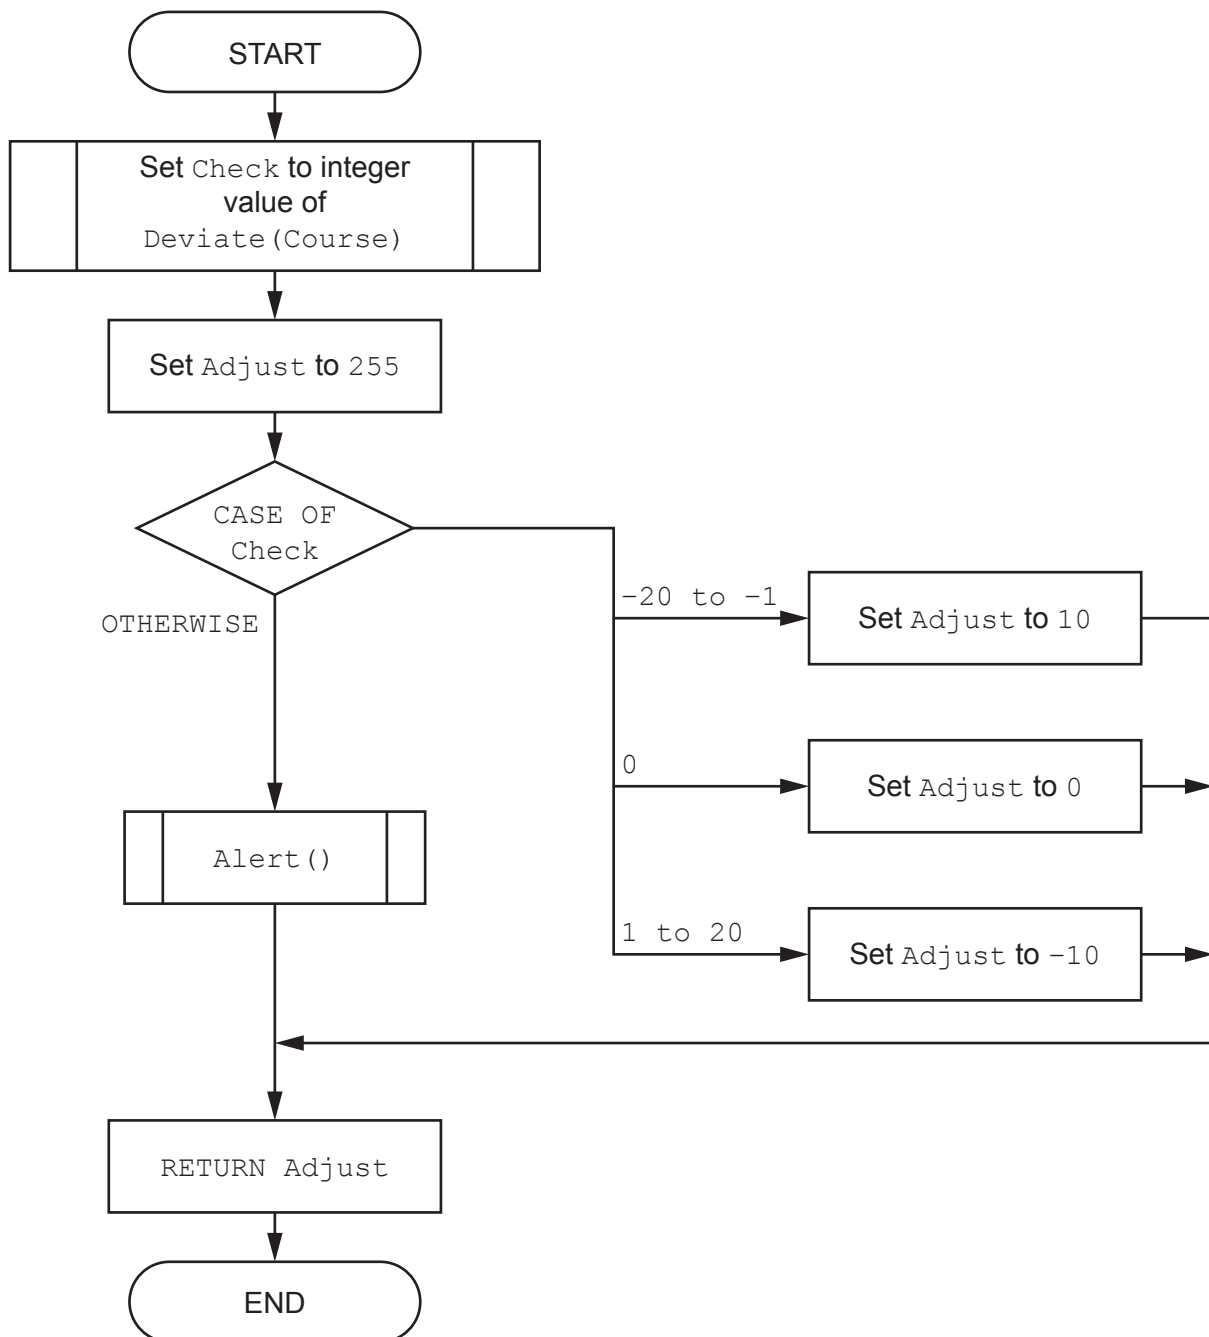 START
Set Check to integer
value of
Deviate(Course)
Set Adjust to 255
CASE OF
Check
OTHERWISE
−20 to −1
Set Adjust to 10
0
Set Adjust to 0
Alert()
1 to 20
Set Adjust to −10
RETURN Adjust
END